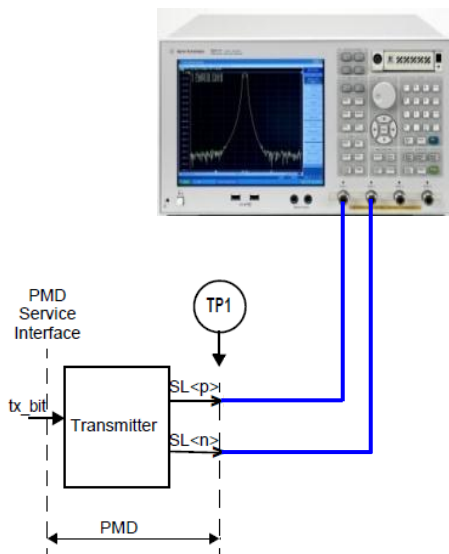 TP1
PMD
Service
Interface
SL<p>
tx_bit
Transmitter
SL<n>
PMD